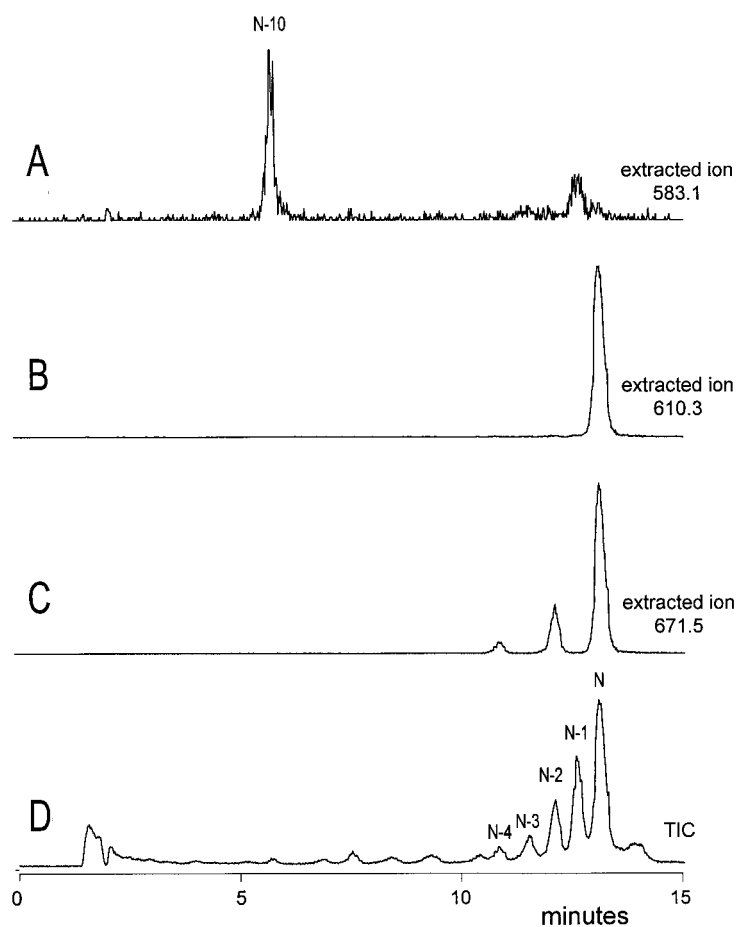 N-10
A
extracted ion
583.1
B
extracted ion
610.3
C
extracted ion
671.5
N
N-1
N-2
N-3
N-4
D
TIC
0 5 10 15
minutes